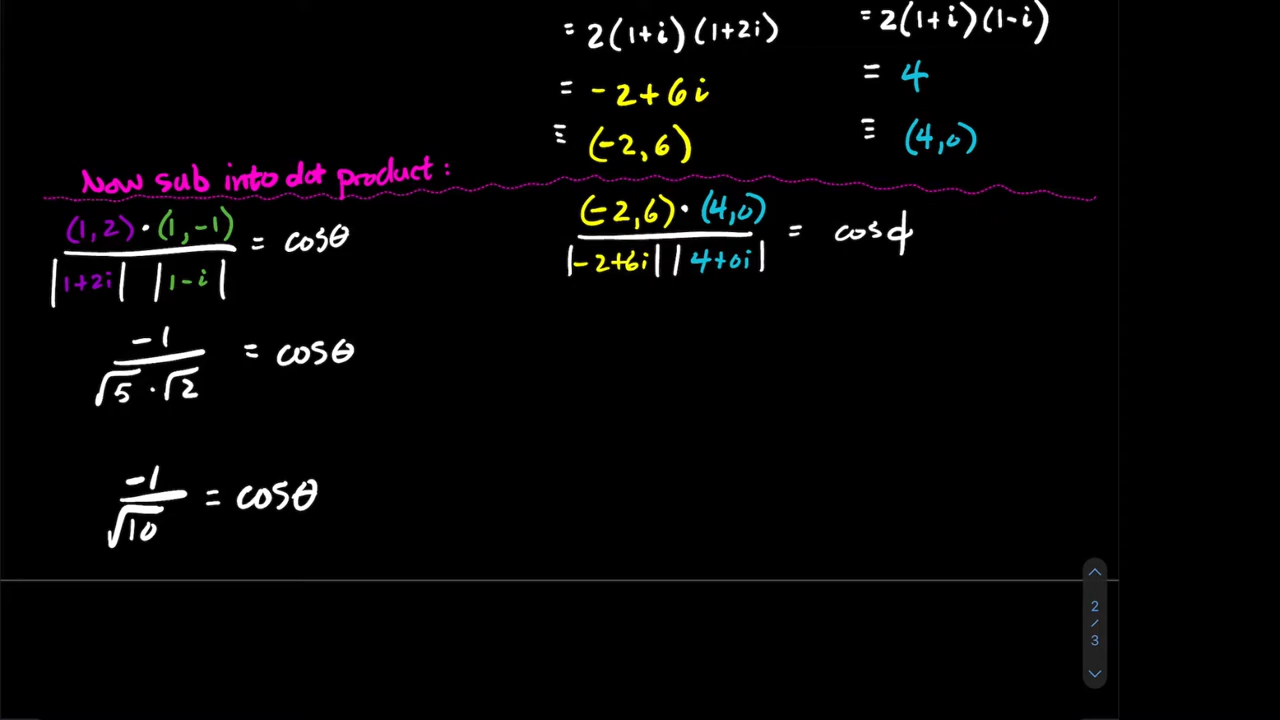 = 2(1+i)(1+2i)
= -2+6i
≡ (-2,6)
= 2(1+i)(1-i)
= 4
≡ (4,0)
Now sub into dot product:
(1,2)·(1,-1)
|1+2i| |1-i|
= cosθ
-1
√5 · √2
= cosθ
-1
√10
= cosθ
(-2,6)·(4,0)
|-2+6i| |4+0i|
= cosϕ
2
/
3